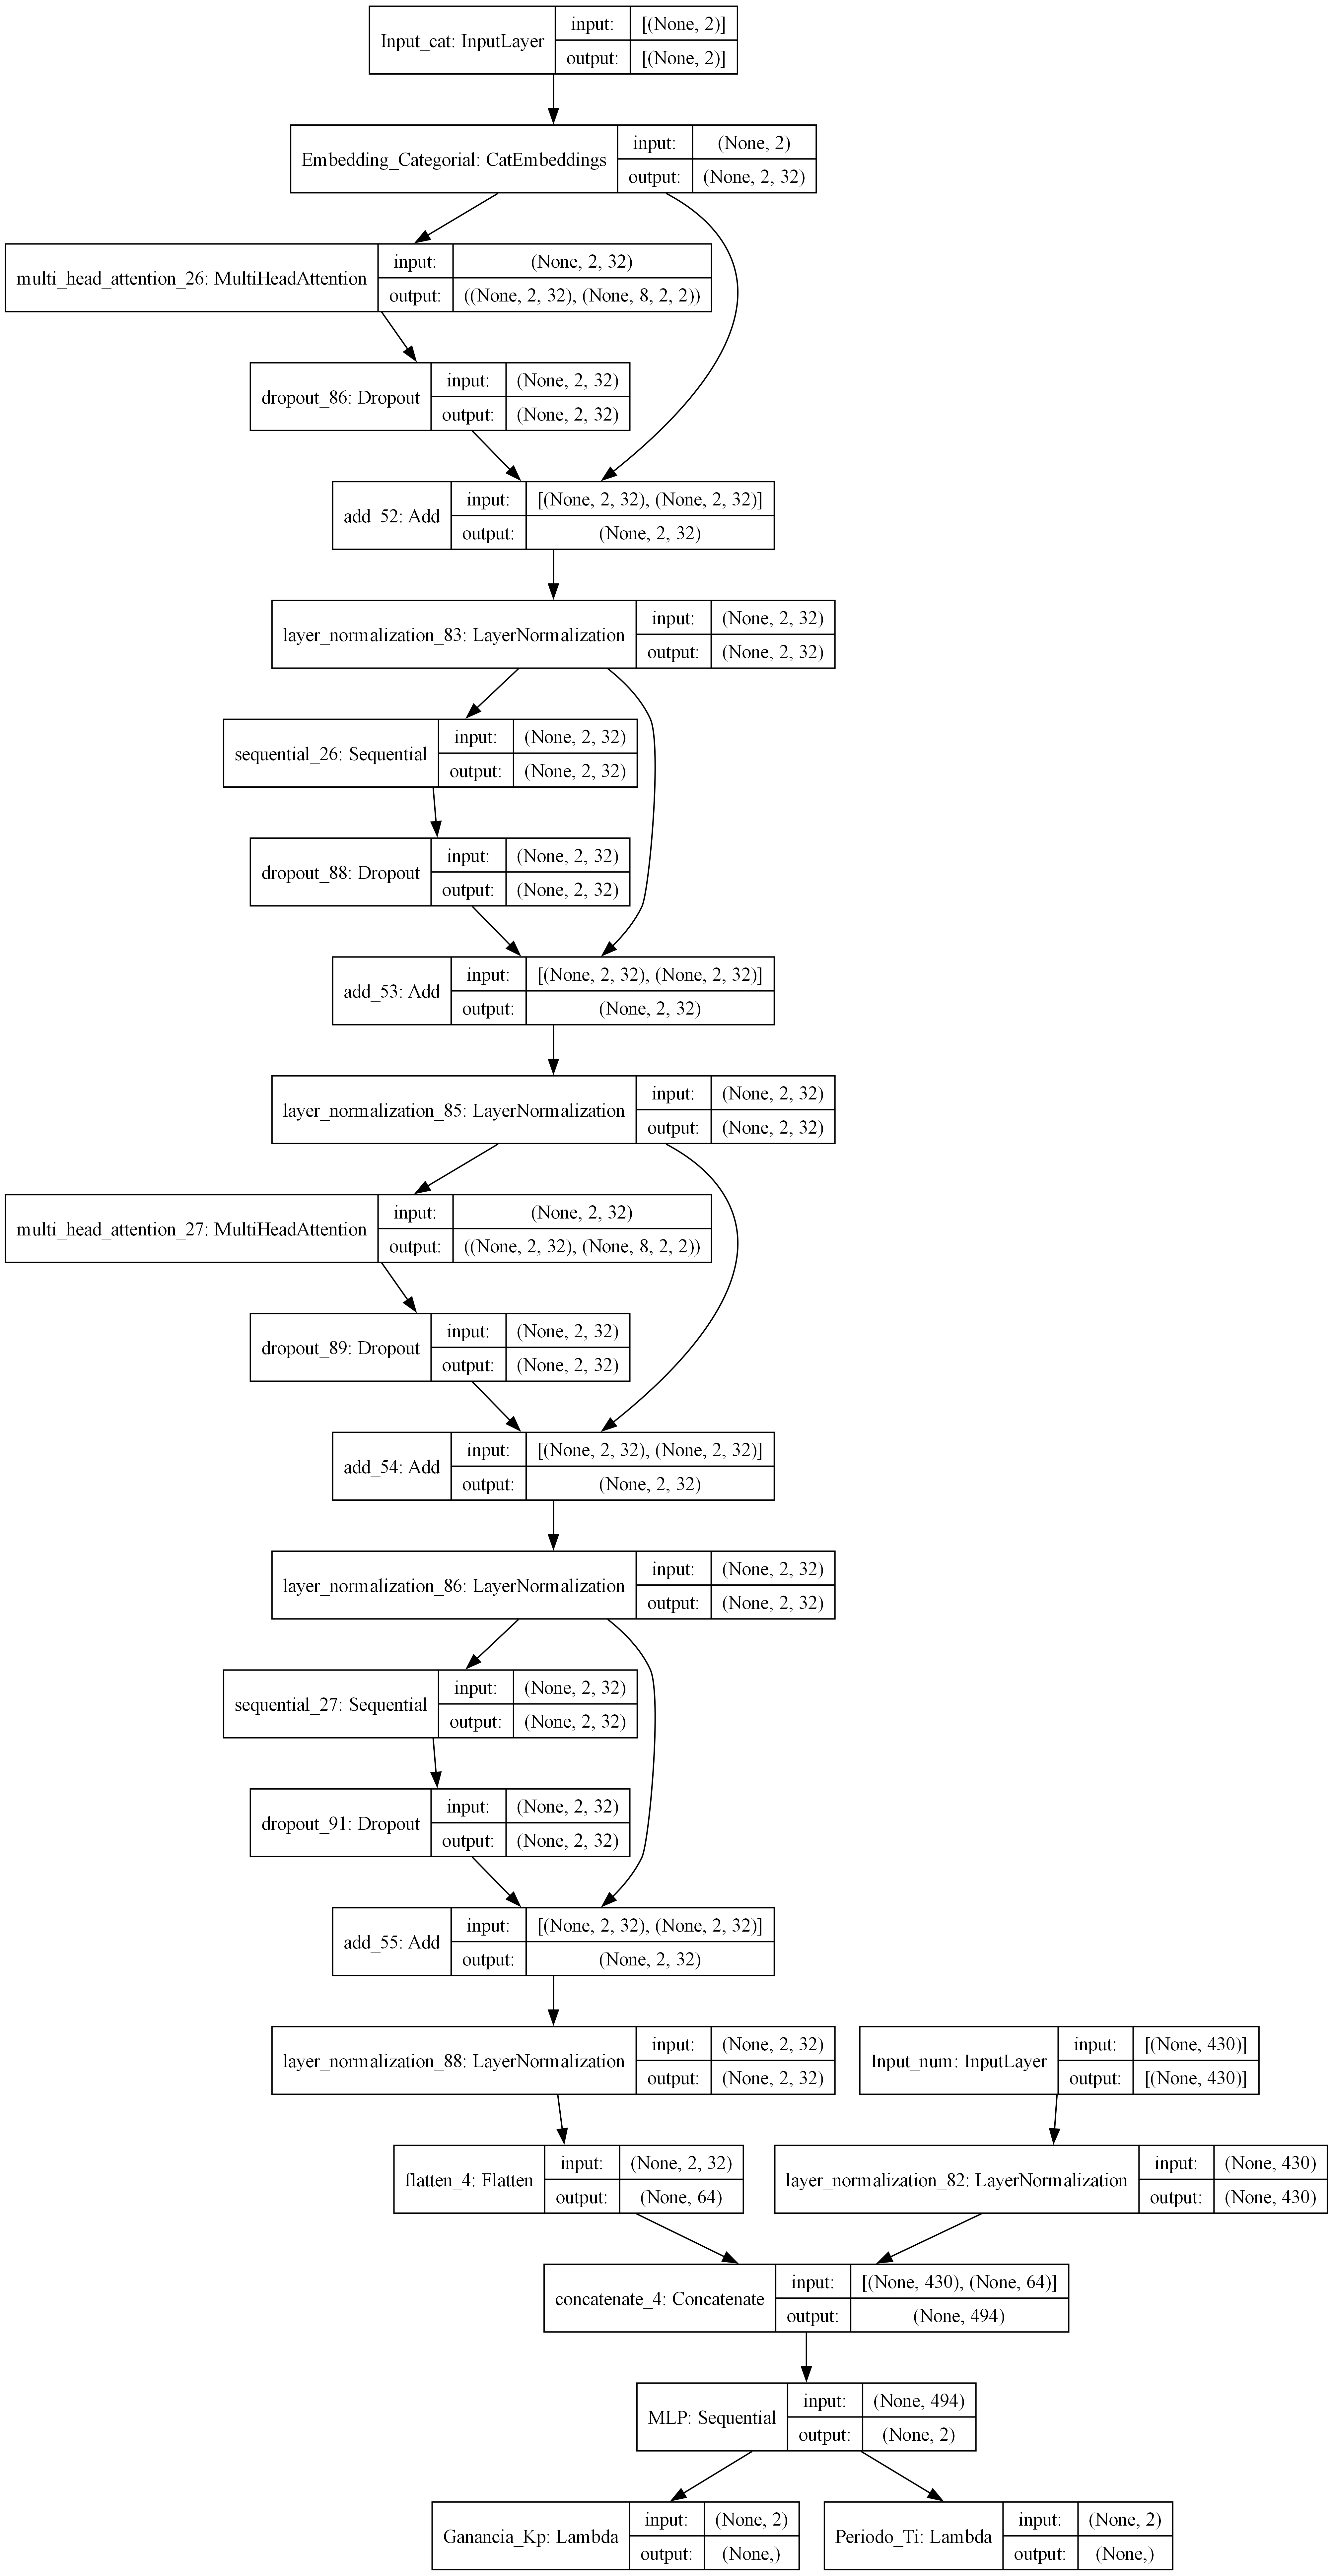 Input_cat: InputLayer
input: [(None, 2)]
output: [(None, 2)]
Embedding_Categorial: CatEmbeddings
input: (None, 2)
output: (None, 2, 32)
multi_head_attention_26: MultiHeadAttention
input: (None, 2, 32)
output: ((None, 2, 32), (None, 8, 2, 2))
dropout_86: Dropout
input: (None, 2, 32)
output: (None, 2, 32)
add_52: Add
input: [(None, 2, 32), (None, 2, 32)]
output: (None, 2, 32)
layer_normalization_83: LayerNormalization
input: (None, 2, 32)
output: (None, 2, 32)
sequential_26: Sequential
input: (None, 2, 32)
output: (None, 2, 32)
dropout_88: Dropout
input: (None, 2, 32)
output: (None, 2, 32)
add_53: Add
input: [(None, 2, 32), (None, 2, 32)]
output: (None, 2, 32)
layer_normalization_85: LayerNormalization
input: (None, 2, 32)
output: (None, 2, 32)
multi_head_attention_27: MultiHeadAttention
input: (None, 2, 32)
output: ((None, 2, 32), (None, 8, 2, 2))
dropout_89: Dropout
input: (None, 2, 32)
output: (None, 2, 32)
add_54: Add
input: [(None, 2, 32), (None, 2, 32)]
output: (None, 2, 32)
layer_normalization_86: LayerNormalization
input: (None, 2, 32)
output: (None, 2, 32)
sequential_27: Sequential
input: (None, 2, 32)
output: (None, 2, 32)
dropout_91: Dropout
input: (None, 2, 32)
output: (None, 2, 32)
add_55: Add
input: [(None, 2, 32), (None, 2, 32)]
output: (None, 2, 32)
layer_normalization_88: LayerNormalization
input: (None, 2, 32)
output: (None, 2, 32)
Input_num: InputLayer
input: [(None, 430)]
output: [(None, 430)]
flatten_4: Flatten
input: (None, 2, 32)
output: (None, 64)
layer_normalization_82: LayerNormalization
input: (None, 430)
output: (None, 430)
concatenate_4: Concatenate
input: [(None, 430), (None, 64)]
output: (None, 494)
MLP: Sequential
input: (None, 494)
output: (None, 2)
Ganancia_Kp: Lambda
input: (None, 2)
output: (None,)
Periodo_Ti: Lambda
input: (None, 2)
output: (None,)